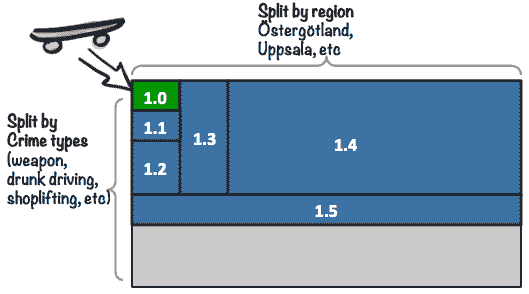 Split by region
Östergötland,
Uppsala, etc
Split by
Crime types
(weapon,
drunk driving,
shoplifting, etc)
1.0
1.1
1.2
1.3
1.4
1.5